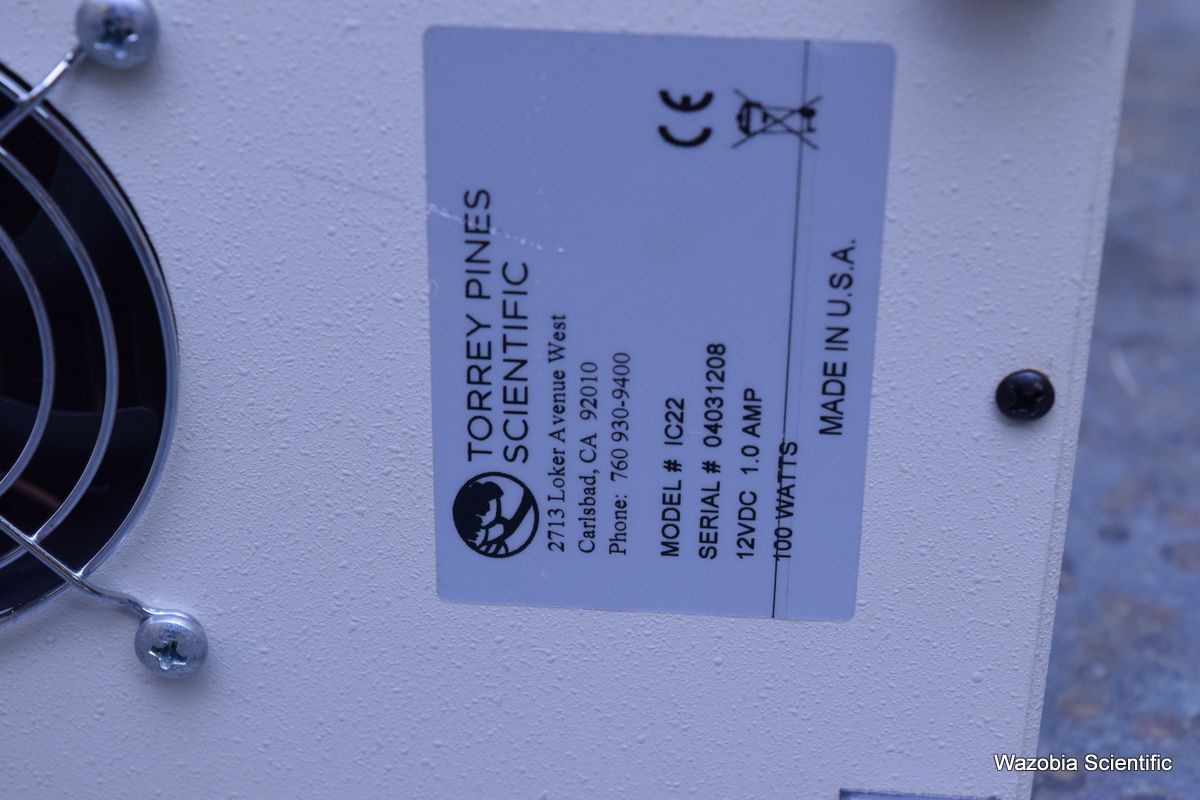 TORREY PINES
SCIENTIFIC
2713 Loker Avenue West
Carlsbad, CA 92010
Phone: 760 930-9400
MODEL # IC22
SERIAL # 04031208
12VDC 1.0 AMP
100 WATTS
MADE IN U.S.A.
CE
Wazobia Scientific